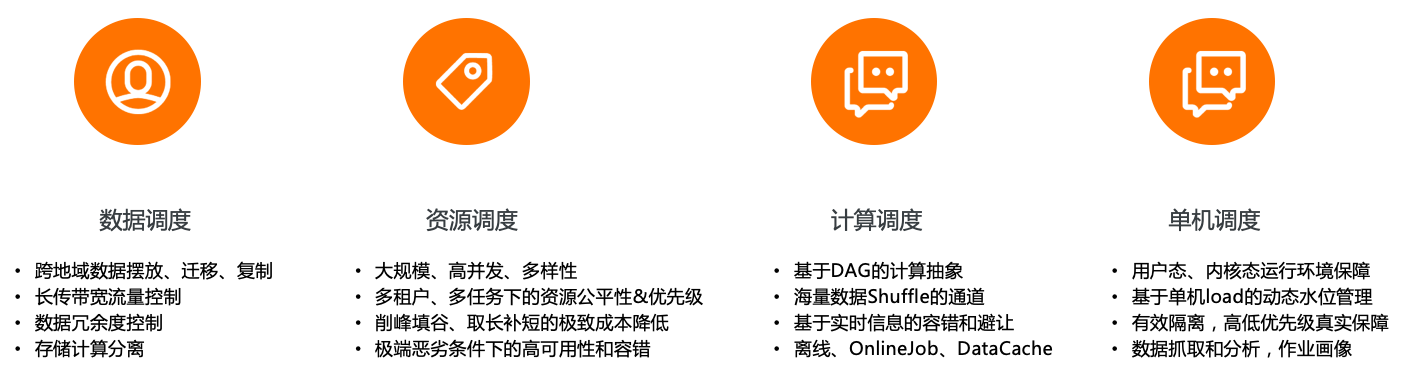 数据调度
• 跨地域数据摆放、迁移、复制
• 长传带宽流量控制
• 数据冗余度控制
• 存储计算分离
资源调度
• 大规模、高并发、多样性
• 多租户、多任务下的资源公平性&优先级
• 削峰填谷、取长补短的极致成本降低
• 极端恶劣条件下的高可用性和容错
计算调度
• 基于DAG的计算抽象
• 海量数据Shuffle的通道
• 基于实时信息的容错和避让
• 离线、OnlineJob、DataCache
单机调度
• 用户态、内核态运行环境保障
• 基于单机load的动态水位管理
• 有效隔离，高低优先级真实保障
• 数据抓取和分析，作业画像